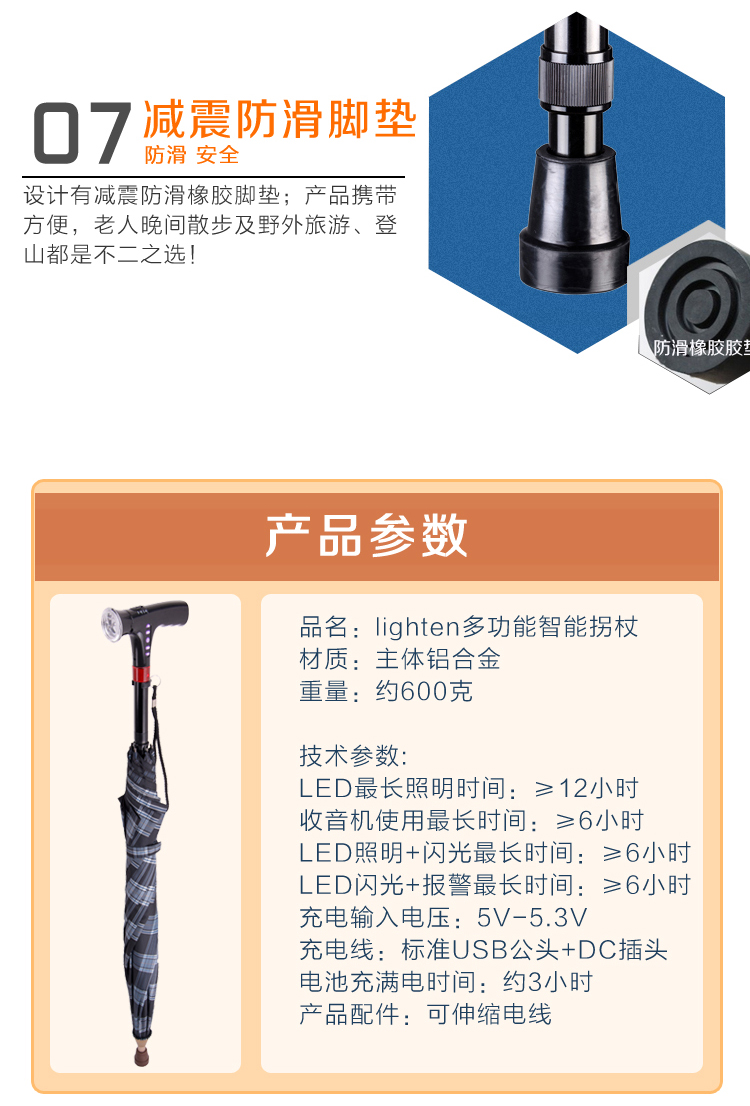 07
减震防滑脚垫
防滑 安全
设计有减震防滑橡胶脚垫；产品携带
方便，老人晚间散步及野外旅游、登
山都是不二之选！
防滑橡胶胶垫
产品参数
品名：lighten多功能智能拐杖
材质：主体铝合金
重量：约600克
技术参数:
LED最长照明时间：≥12小时
收音机使用最长时间：≥6小时
LED照明+闪光最长时间：≥6小时
LED闪光+报警最长时间：≥6小时
充电输入电压：5V-5.3V
充电线：标准USB公头+DC插头
电池充满电时间：约3小时
产品配件：可伸缩电线